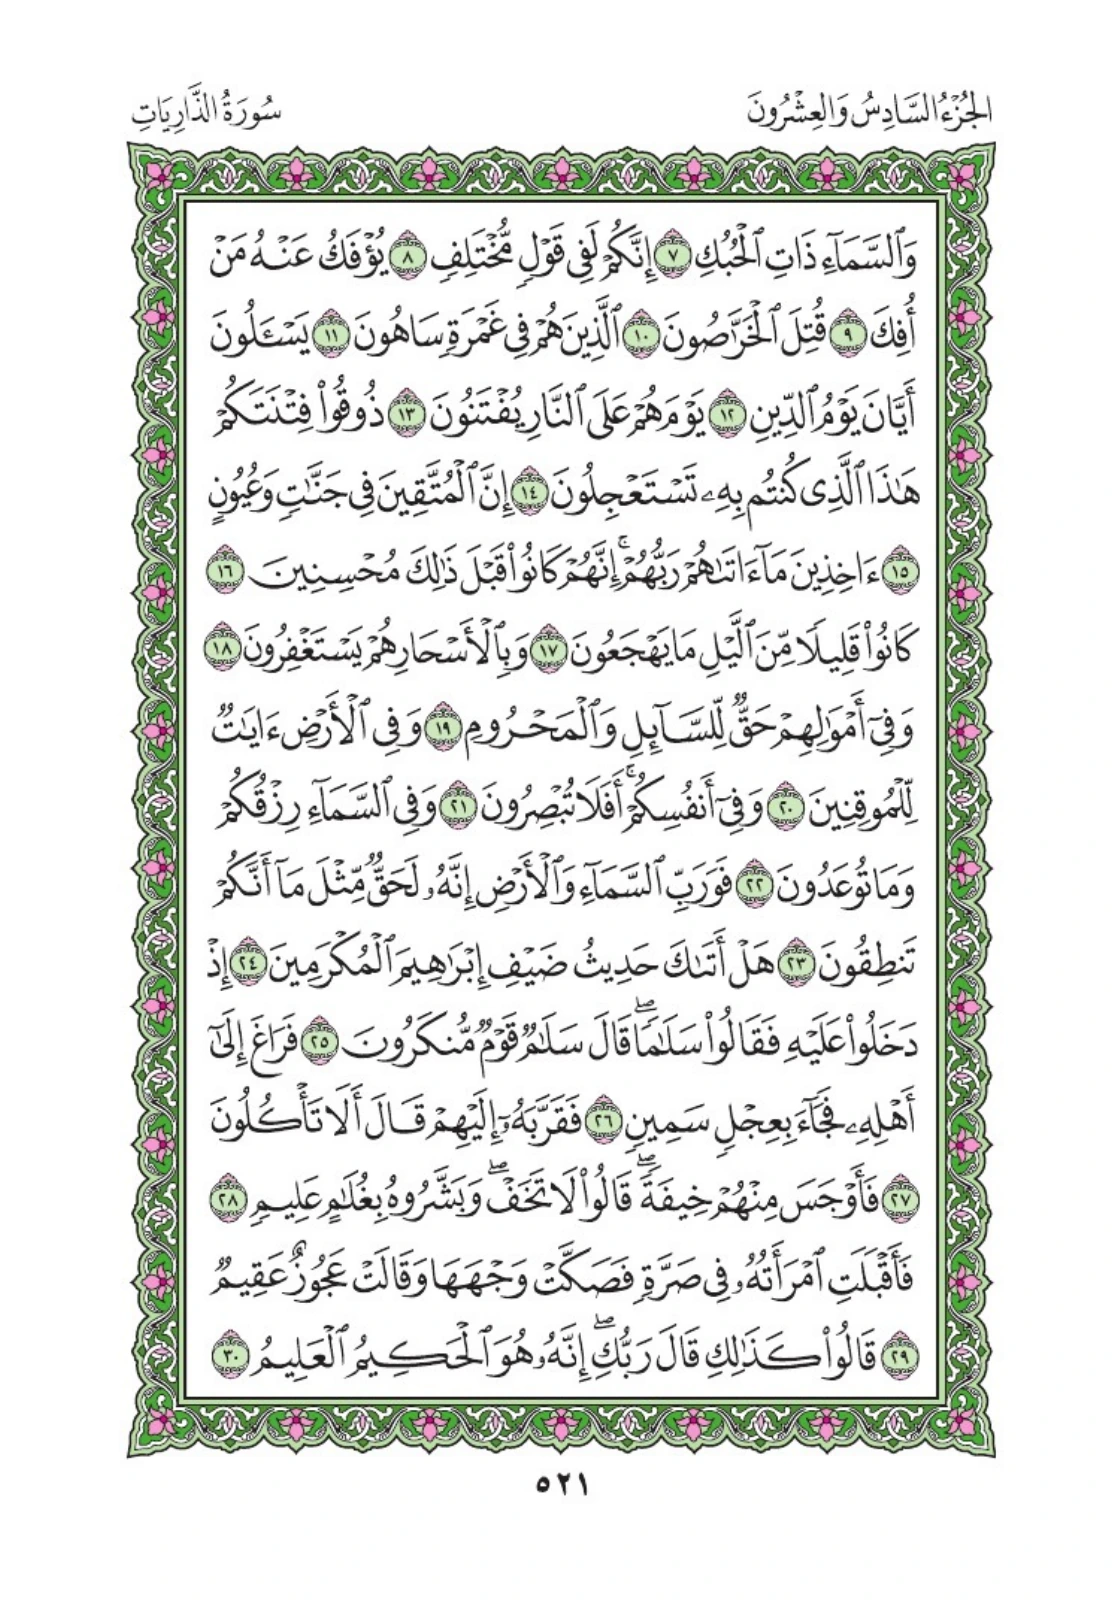 الجُزْءُ السَّادِسُ وَالعِشْرُونَ
سُورَةُ الذَّارِيَاتِ
وَٱلسَّمَآءِ ذَاتِ ٱلْحُبُكِ ٧ إِنَّكُمْ لَفِى قَوْلٍ مُّخْتَلِفٍ ٨ يُؤْفَكُ عَنْهُ مَنْ
أُفِكَ ٩ قُتِلَ ٱلْخَرَّٰصُونَ ١٠ ٱلَّذِينَ هُمْ فِى غَمْرَةٍ سَاهُونَ ١١ يَسْـَٔلُونَ
أَيَّانَ يَوْمُ ٱلدِّينِ ١٢ يَوْمَ هُمْ عَلَى ٱلنَّارِ يُفْتَنُونَ ١٣ ذُوقُوا۟ فِتْنَتَكُمْ
هَٰذَا ٱلَّذِى كُنتُم بِهِۦ تَسْتَعْجِلُونَ ١٤ إِنَّ ٱلْمُتَّقِينَ فِى جَنَّٰتٍ وَعُيُونٍ
١٥ ءَاخِذِينَ مَآ ءَاتَىٰهُمْ رَبُّهُمْ ۚ إِنَّهُمْ كَانُوا۟ قَبْلَ ذَٰلِكَ مُحْسِنِينَ ١٦
كَانُوا۟ قَلِيلًا مِّنَ ٱلَّيْلِ مَا يَهْجَعُونَ ١٧ وَبِٱلْأَسْحَارِ هُمْ يَسْتَغْفِرُونَ ١٨
وَفِىٓ أَمْوَٰلِهِمْ حَقٌّ لِّلسَّآئِلِ وَٱلْمَحْرُومِ ١٩ وَفِى ٱلْأَرْضِ ءَايَٰتٌ
لِّلْمُوقِنِينَ ٢٠ وَفِىٓ أَنفُسِكُمْ ۚ أَفَلَا تُبْصِرُونَ ٢١ وَفِى ٱلسَّمَآءِ رِزْقُكُمْ
وَمَا تُوعَدُونَ ٢٢ فَوَرَبِّ ٱلسَّمَآءِ وَٱلْأَرْضِ إِنَّهُۥ لَحَقٌّ مِّثْلَ مَآ أَنَّكُمْ
تَنطِقُونَ ٢٣ هَلْ أَتَىٰكَ حَدِيثُ ضَيْفِ إِبْرَٰهِيمَ ٱلْمُكْرَمِينَ ٢٤ إِذْ
دَخَلُوا۟ عَلَيْهِ فَقَالُوا۟ سَلَٰمًا ۖ قَالَ سَلَٰمٌ قَوْمٌ مُّنكَرُونَ ٢٥ فَرَاغَ إِلَىٰٓ
أَهْلِهِۦ فَجَآءَ بِعِجْلٍ سَمِينٍ ٢٦ فَقَرَّبَهُۥٓ إِلَيْهِمْ قَالَ أَلَا تَأْكُلُونَ
٢٧ فَأَوْجَسَ مِنْهُمْ خِيفَةً ۖ قَالُوا۟ لَا تَخَفْ ۖ وَبَشَّرُوهُ بِغُلَٰمٍ عَلِيمٍ ٢٨
فَأَقْبَلَتِ ٱمْرَأَتُهُۥ فِى صَرَّةٍ فَصَكَّتْ وَجْهَهَا وَقَالَتْ عَجُوزٌ عَقِيمٌ
٢٩ قَالُوا۟ كَذَٰلِكِ قَالَ رَبُّكِ ۖ إِنَّهُۥ هُوَ ٱلْحَكِيمُ ٱلْعَلِيمُ ٣٠
٥٢١